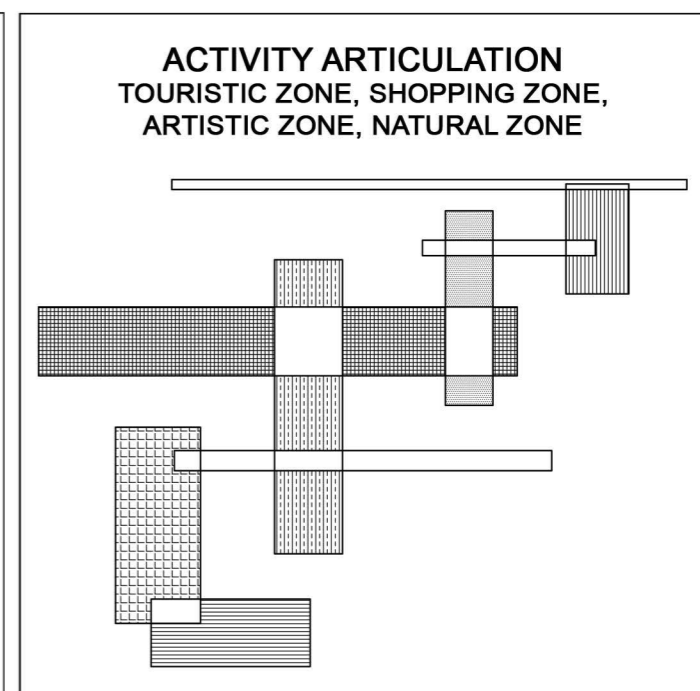 ACTIVITY ARTICULATION
TOURISTIC ZONE, SHOPPING ZONE,
ARTISTIC ZONE, NATURAL ZONE